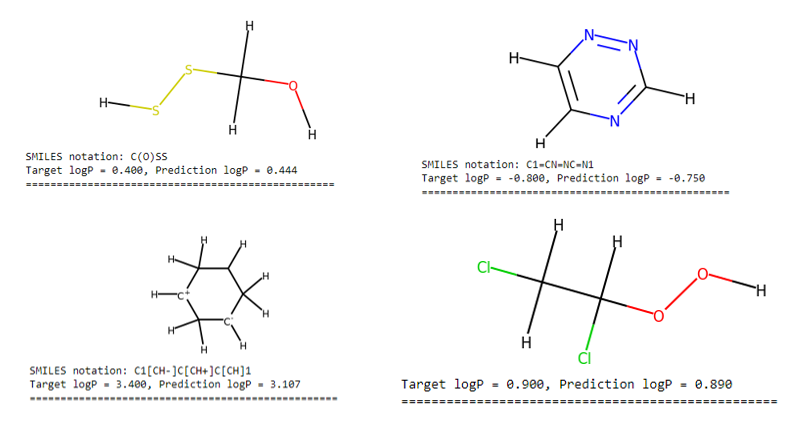 H
S
S
H
H
O
H
SMILES notation: C(O)SS
Target logP = 0.400, Prediction logP = 0.444
==================================================
N
N
H
H
N
H
SMILES notation: C1=CN=NC=N1
Target logP = -0.800, Prediction logP = -0.750
==================================================
H
H
H
H
H C+
H
H
C-
H
H
SMILES notation: C1[CH-]C[CH+]C[CH]1
Target logP = 3.400, Prediction logP = 3.107
==================================================
H
H
Cl
O
H
O
H
Cl
Target logP = 0.900, Prediction logP = 0.890
==================================================